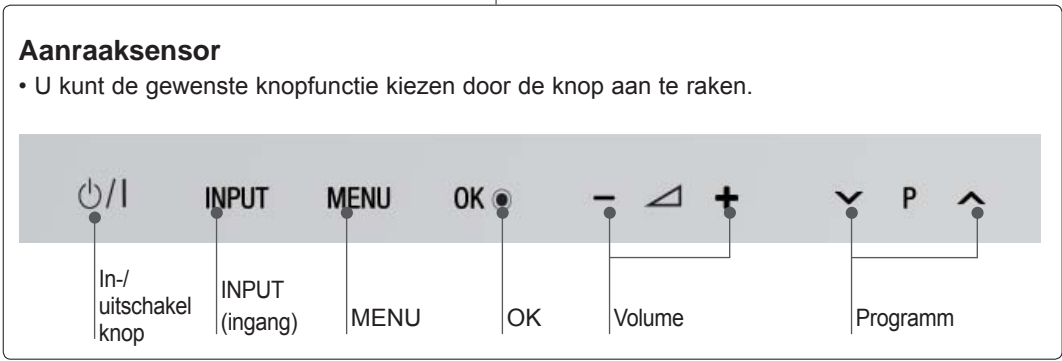 Aanraaksensor
• U kunt de gewenste knopfunctie kiezen door de knop aan te raken.
⏻/I INPUT MENU OK ◉ − ◿ + ⌄ P ⌃
In-/
uitschakel
knop
INPUT
(ingang)
MENU
OK
Volume
Programm